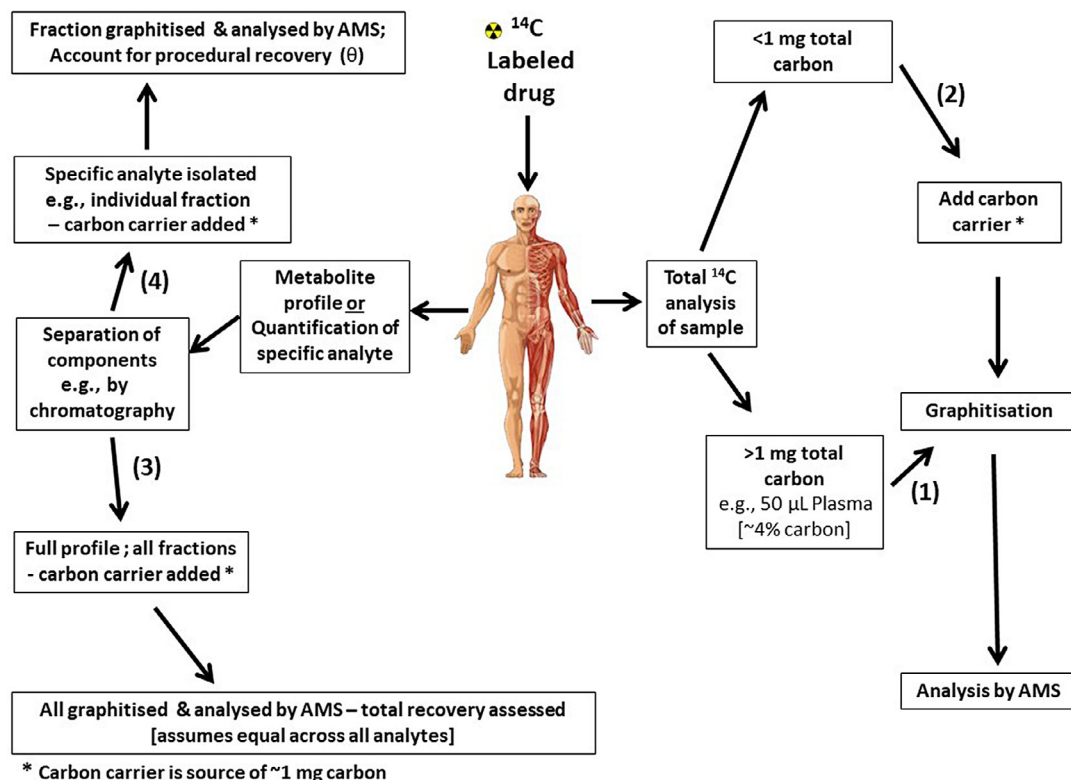 Fraction graphitised & analysed by AMS;
Account for procedural recovery (θ)
Specific analyte isolated
e.g., individual fraction
– carbon carrier added *
(4)
Separation of
components
e.g., by
chromatography
(3)
Full profile ; all fractions
- carbon carrier added *
All graphitised & analysed by AMS – total recovery assessed
[assumes equal across all analytes]
* Carbon carrier is source of ~1 mg carbon
Metabolite
profile or
Quantification of
specific analyte
¹⁴C
Labeled
drug
Total ¹⁴C
analysis
of sample
<1 mg total
carbon
(2)
Add carbon
carrier *
>1 mg total
carbon
e.g., 50 µL Plasma
[~4% carbon]
(1)
Graphitisation
Analysis by AMS